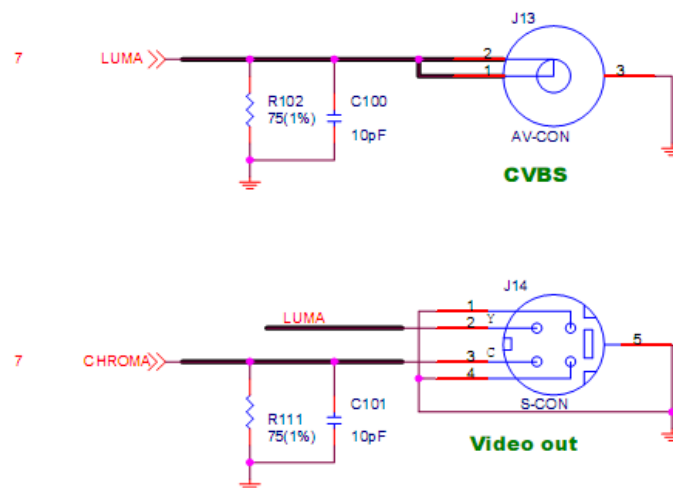 J13
7 LUMA
2
1
3
R102
75(1%)
C100
10pF
AV-CON
CVBS
J14
LUMA
1
2 Y
7 CHROMA
3 C
4
5
R111
75(1%)
C101
10pF
S-CON
Video out